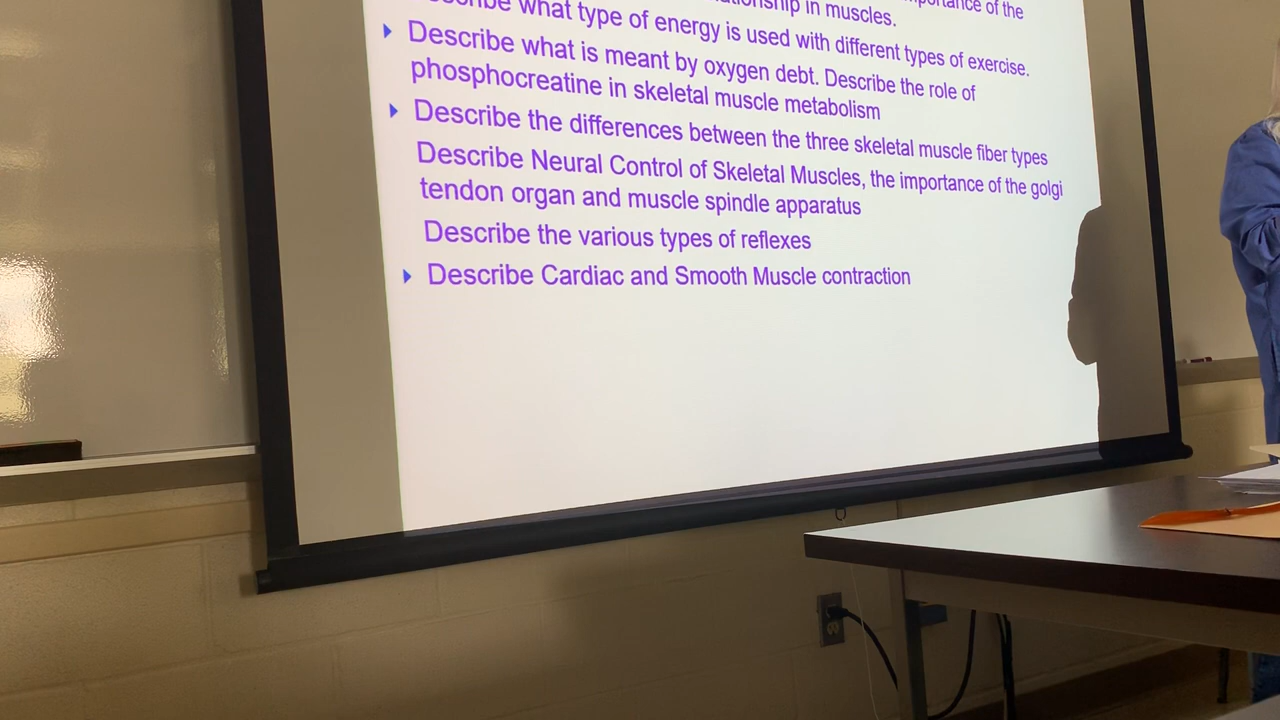 importance of the
in muscles.
what type of energy is used with different types of exercise.
Describe what is meant by oxygen debt. Describe the role of
phosphocreatine in skeletal muscle metabolism
Describe the differences between the three skeletal muscle fiber types
Describe Neural Control of Skeletal Muscles, the importance of the golgi
tendon organ and muscle spindle apparatus
Describe the various types of reflexes
Describe Cardiac and Smooth Muscle contraction